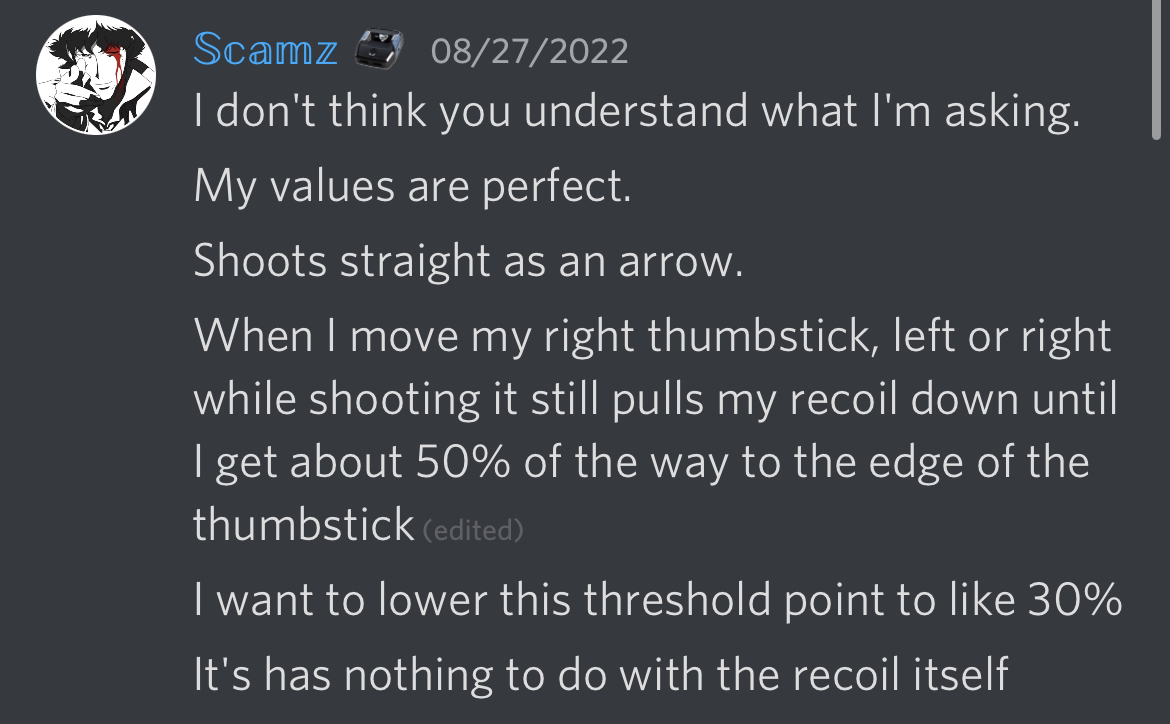 𝕊𝕔𝕒𝕞𝕫 08/27/2022
I don't think you understand what I'm asking.
My values are perfect.
Shoots straight as an arrow.
When I move my right thumbstick, left or right
while shooting it still pulls my recoil down until
I get about 50% of the way to the edge of the
thumbstick (edited)
I want to lower this threshold point to like 30%
It's has nothing to do with the recoil itself